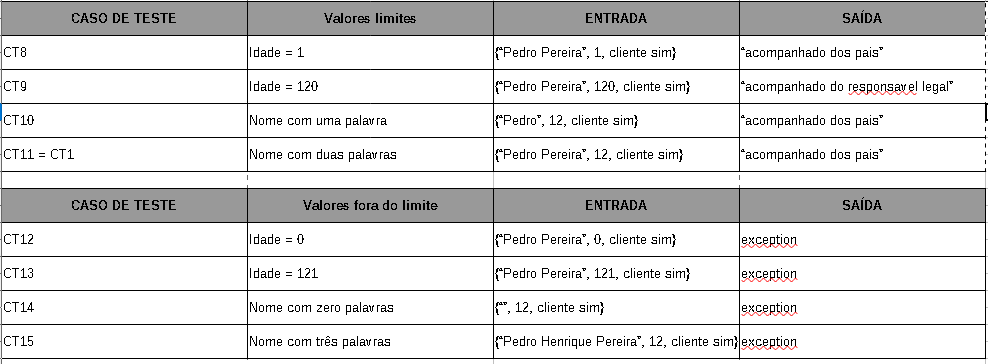 CASO DE TESTE Valores limites ENTRADA SAÍDA
CT8 Idade = 1 {“Pedro Pereira”, 1, cliente sim} “acompanhado dos pais”
CT9 Idade = 120 {“Pedro Pereira”, 120, cliente sim} “acompanhado do responsavel legal”
CT10 Nome com uma palavra {“Pedro”, 12, cliente sim} “acompanhado dos pais”
CT11 = CT1 Nome com duas palavras {“Pedro Pereira”, 12, cliente sim} “acompanhado dos pais”
CASO DE TESTE Valores fora do limite ENTRADA SAÍDA
CT12 Idade = 0 {“Pedro Pereira”, 0, cliente sim} exception
CT13 Idade = 121 {“Pedro Pereira”, 121, cliente sim} exception
CT14 Nome com zero palavras {“”, 12, cliente sim} exception
CT15 Nome com três palavras {“Pedro Henrique Pereira”, 12, cliente sim} exception